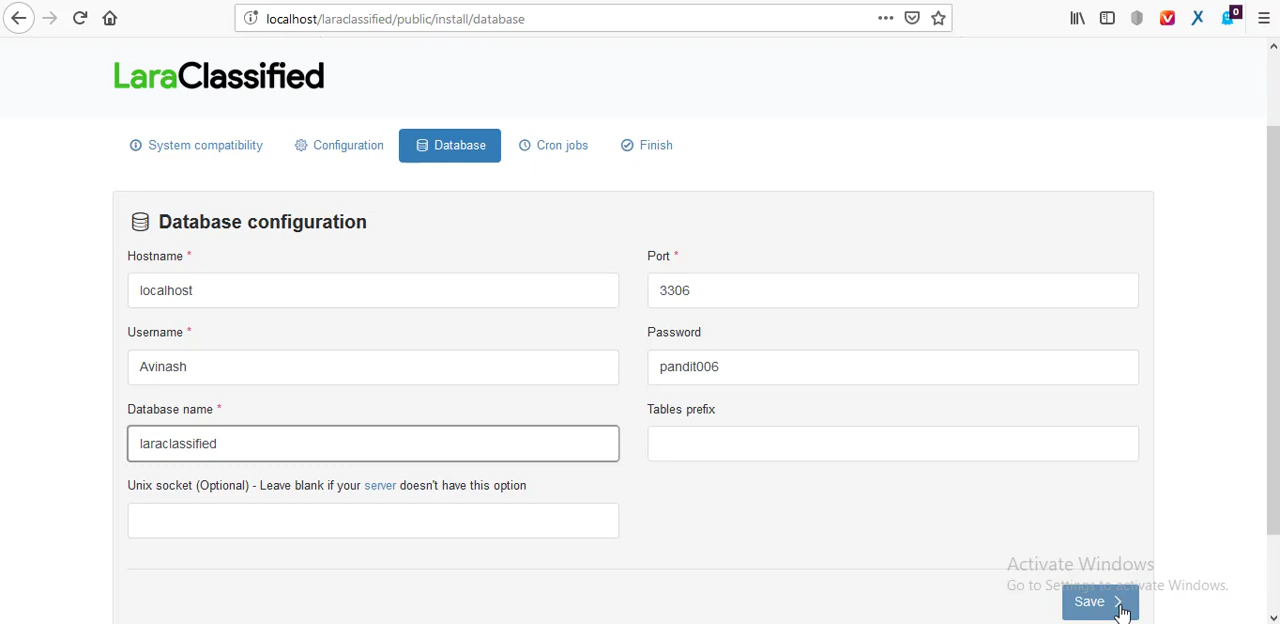 localhost/laraclassified/public/install/database
0
LaraClassified
System compatibility
Configuration
Database
Cron jobs
Finish
Database configuration
Hostname *
Port *
localhost
3306
Username *
Password
Avinash
pandit006
Database name *
Tables prefix
laraclassified
Unix socket (Optional) - Leave blank if your server doesn't have this option
Activate Windows
Go to Settings to activate Windows.
Save